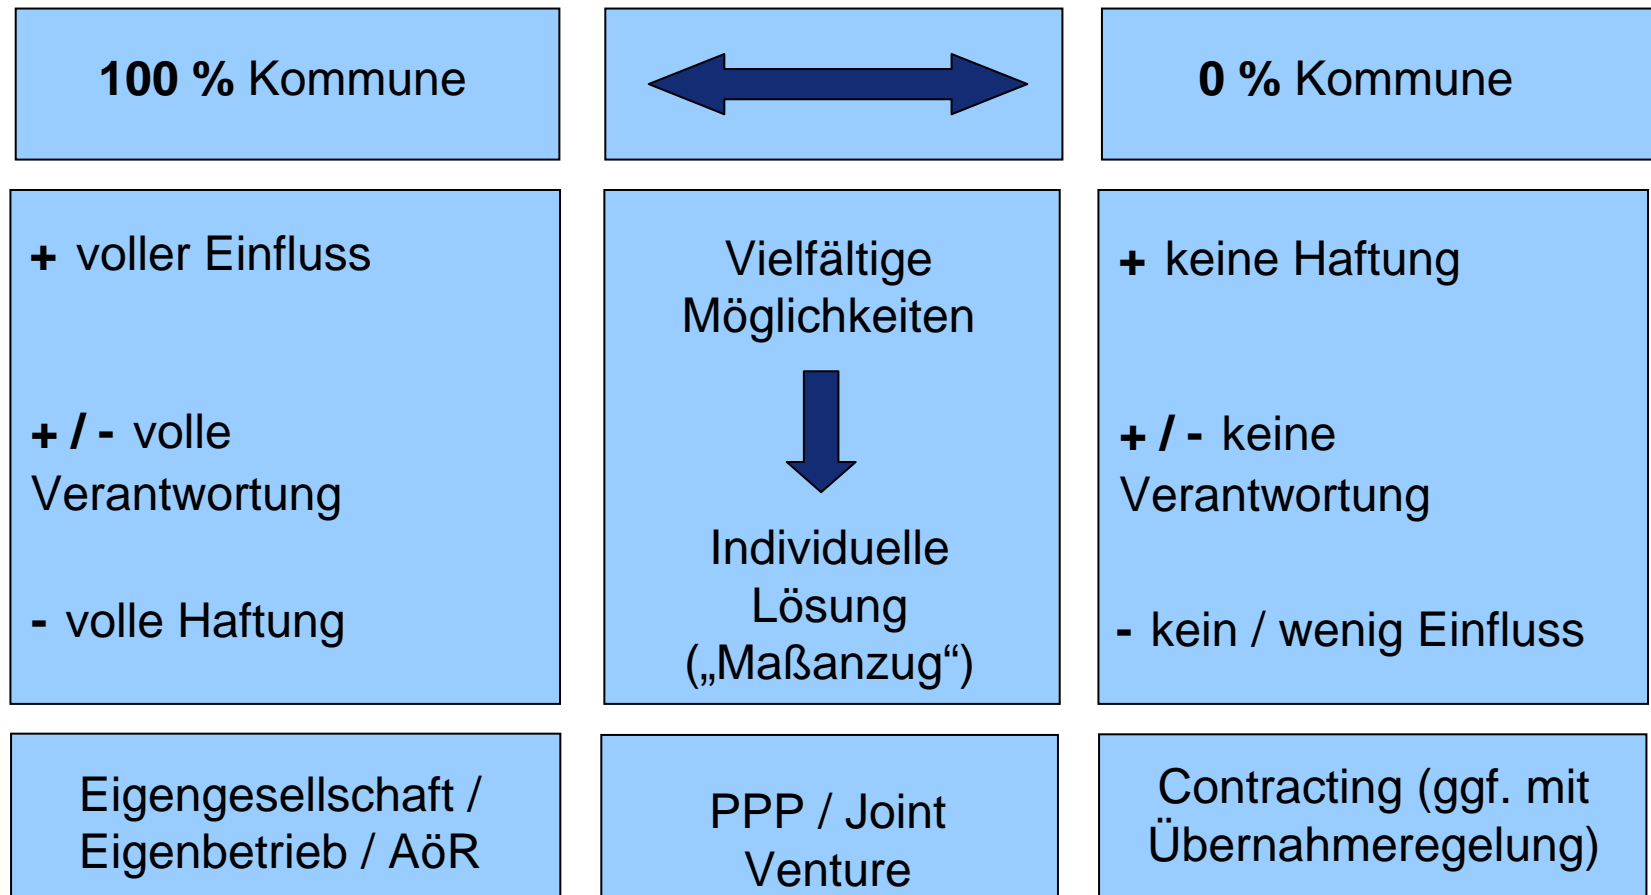 100 % Kommune
0 % Kommune
+ voller Einfluss
+ / - volle
Verantwortung
- volle Haftung
Vielfältige
Möglichkeiten
Individuelle
Lösung
(„Maßanzug“)
+ keine Haftung
+ / - keine
Verantwortung
- kein / wenig Einfluss
Eigengesellschaft /
Eigenbetrieb / AöR
PPP / Joint
Venture
Contracting (ggf. mit
Übernahmeregelung)